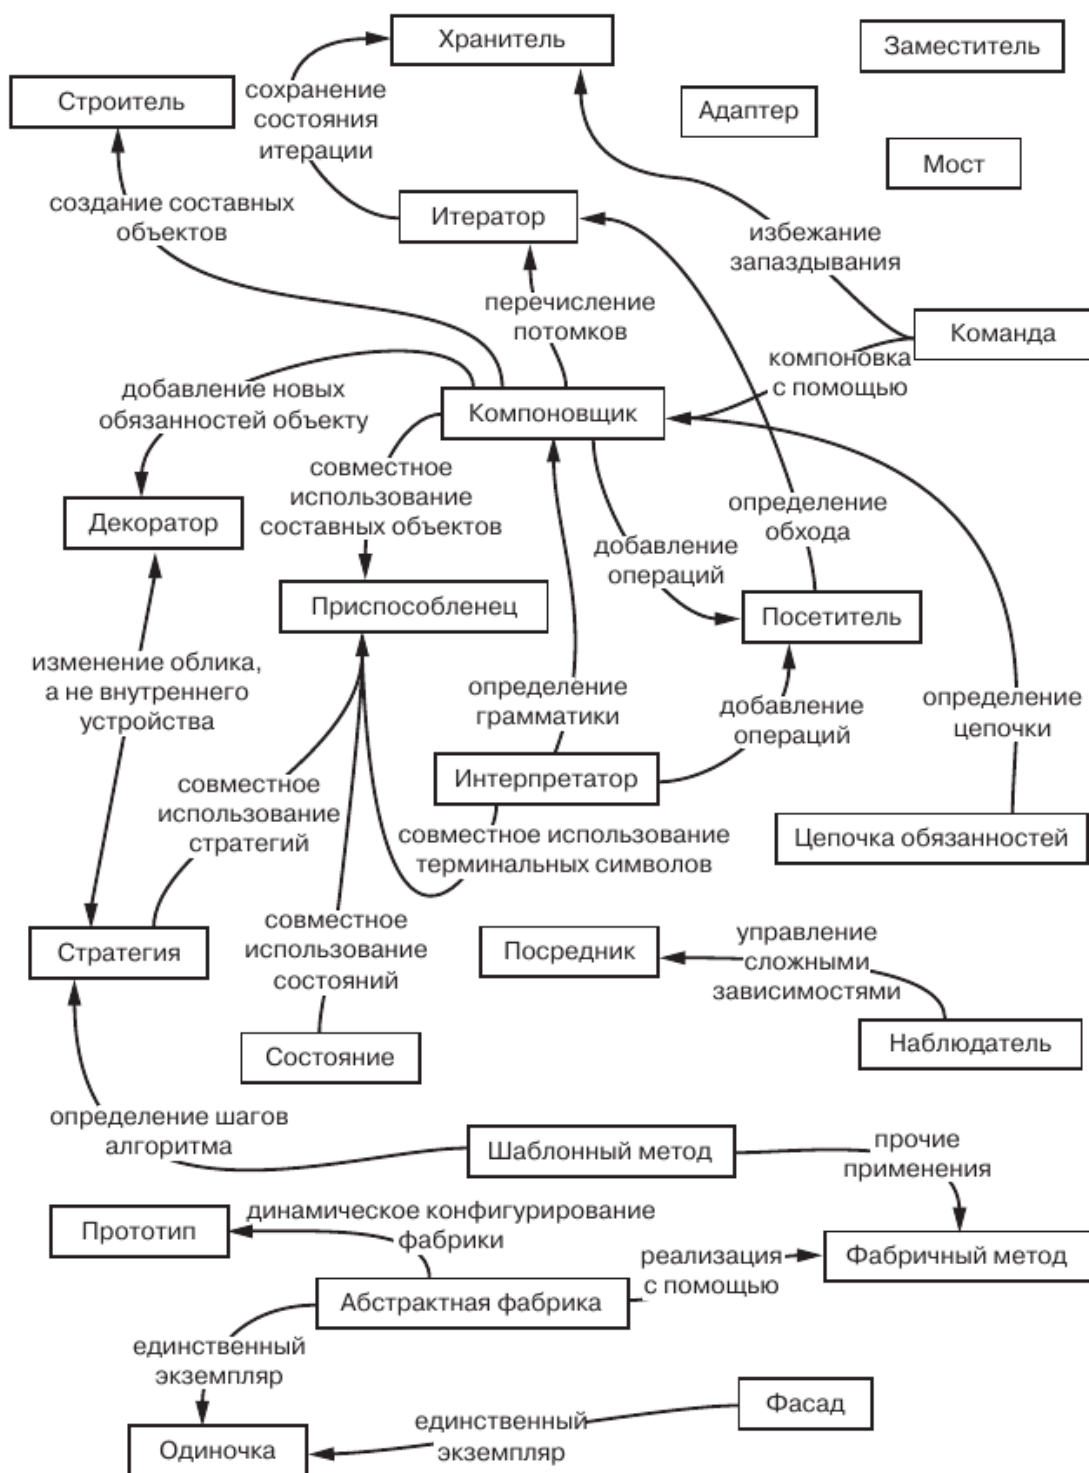 Хранитель
Заместитель
Строитель
сохранение
состояния
итерации
Адаптер
Мост
создание составных
объектов
Итератор
избежание
запаздывания
перечисление
потомков
Команда
компоновка
с помощью
добавление новых
обязанностей объекту
Компоновщик
совместное
использование
составных объектов
Декоратор
определение
обхода
добавление
операций
Приспособленец
Посетитель
изменение облика,
а не внутреннего
устройства
определение
грамматики
добавление
операций
определение
цепочки
Интерпретатор
совместное
использование
стратегий
совместное использование
терминальных символов
Цепочка обязанностей
Стратегия
совместное
использование
состояний
Посредник
управление
сложными
зависимостями
Состояние
Наблюдатель
определение шагов
алгоритма
Шаблонный метод
прочие
применения
Прототип
динамическое конфигурирование
фабрики
реализация
с помощью
Фабричный метод
Абстрактная фабрика
единственный
экземпляр
Фасад
единственный
экземпляр
Одиночка